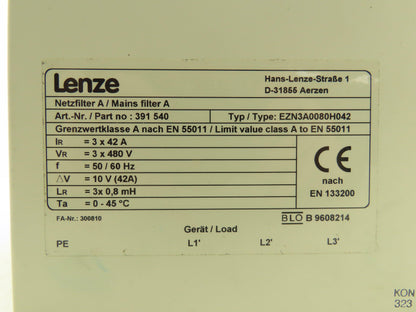 Lenze
Hans-Lenze-Straße 1
D-31855 Aerzen
Netzfilter A / Mains filter A
Art.-Nr. / Part no : 391 540
Typ / Type: EZN3A0080H042
Grenzwertklasse A nach EN 55011 / Limit value class A to EN 55011
IR = 3 x 42 A
VR = 3 x 480 V
f = 50 / 60 Hz
△V = 10 V (42A)
LR = 3x 0,8 mH
Ta = 0 - 45 °C
CE
nach
EN 133200
FA-Nr.: 300810
BLO B 9608214
Gerät / Load
PE L1' L2' L3'
KON
323